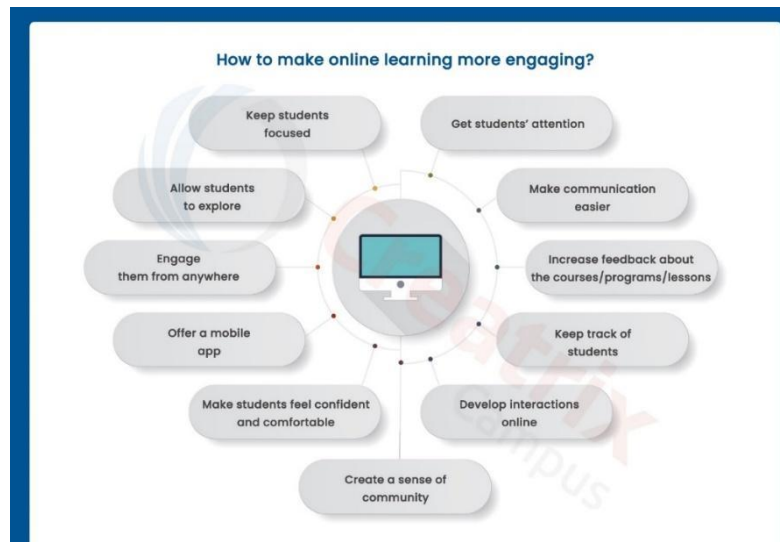 How to make online learning more engaging?
Keep students
focused
Get students' attention
Allow students
to explore
Make communication
easier
Engage
them from anywhere
Increase feedback about
the courses/programs/lessons
Offer a mobile
app
Keep track of
students
Make students feel confident
and comfortable
Develop interactions
online
Create a sense of
community
Creatrix
Campus